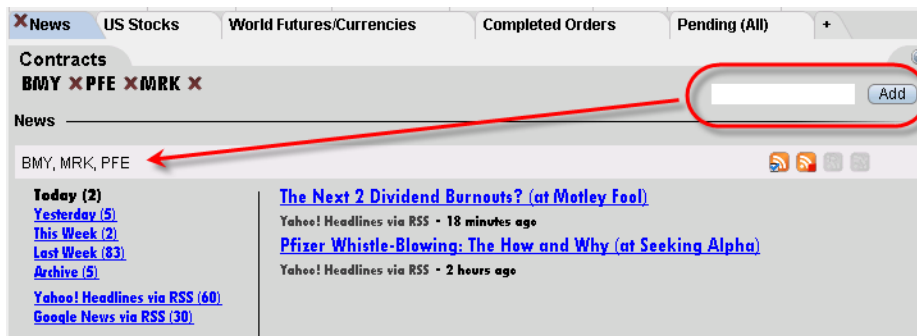 News US Stocks World Futures/Currencies Completed Orders Pending (All) +
Contracts
BMY PFE MRK
Add
News
BMY, MRK, PFE
Today (2)
Yesterday (5)
This Week (2)
Last Week (83)
Archive (5)
Yahoo! Headlines via RSS (60)
Google News via RSS (30)
The Next 2 Dividend Burnouts? (at Motley Fool)
Yahoo! Headlines via RSS - 18 minutes ago
Pfizer Whistle-Blowing: The How and Why (at Seeking Alpha)
Yahoo! Headlines via RSS - 2 hours ago